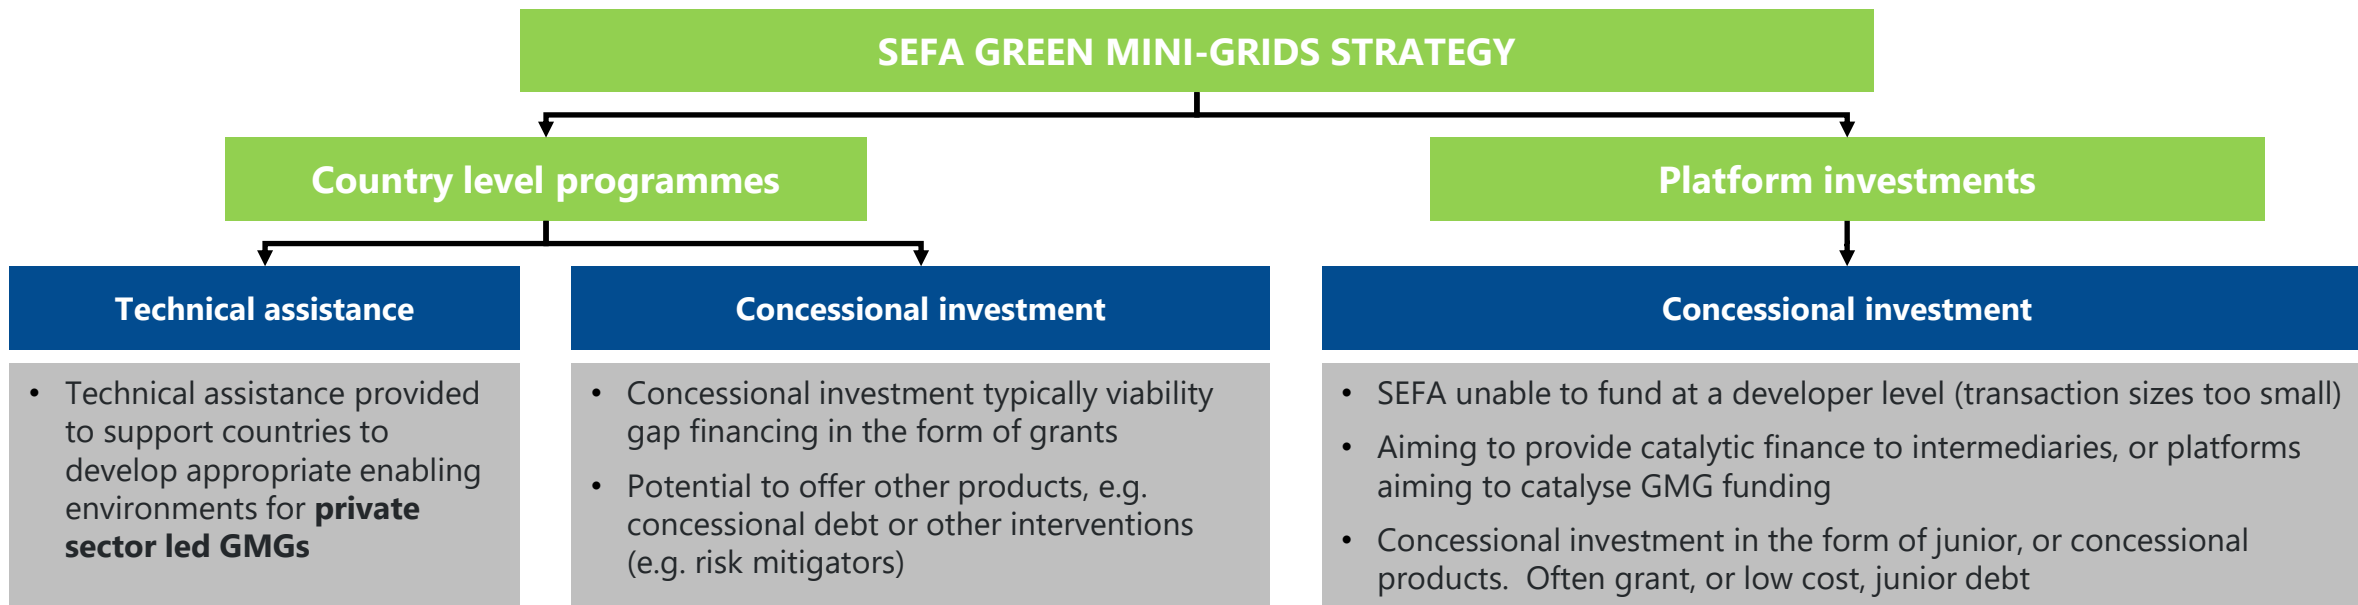 SEFA GREEN MINI-GRIDS STRATEGY
Country level programmes
Platform investments
Technical assistance
Concessional investment
Concessional investment
• Technical assistance provided
to support countries to
develop appropriate enabling
environments for private
sector led GMGs
• Concessional investment typically viability
gap financing in the form of grants
• Potential to offer other products, e.g.
concessional debt or other interventions
(e.g. risk mitigators)
• SEFA unable to fund at a developer level (transaction sizes too small)
• Aiming to provide catalytic finance to intermediaries, or platforms
aiming to catalyse GMG funding
• Concessional investment in the form of junior, or concessional
products.  Often grant, or low cost, junior debt